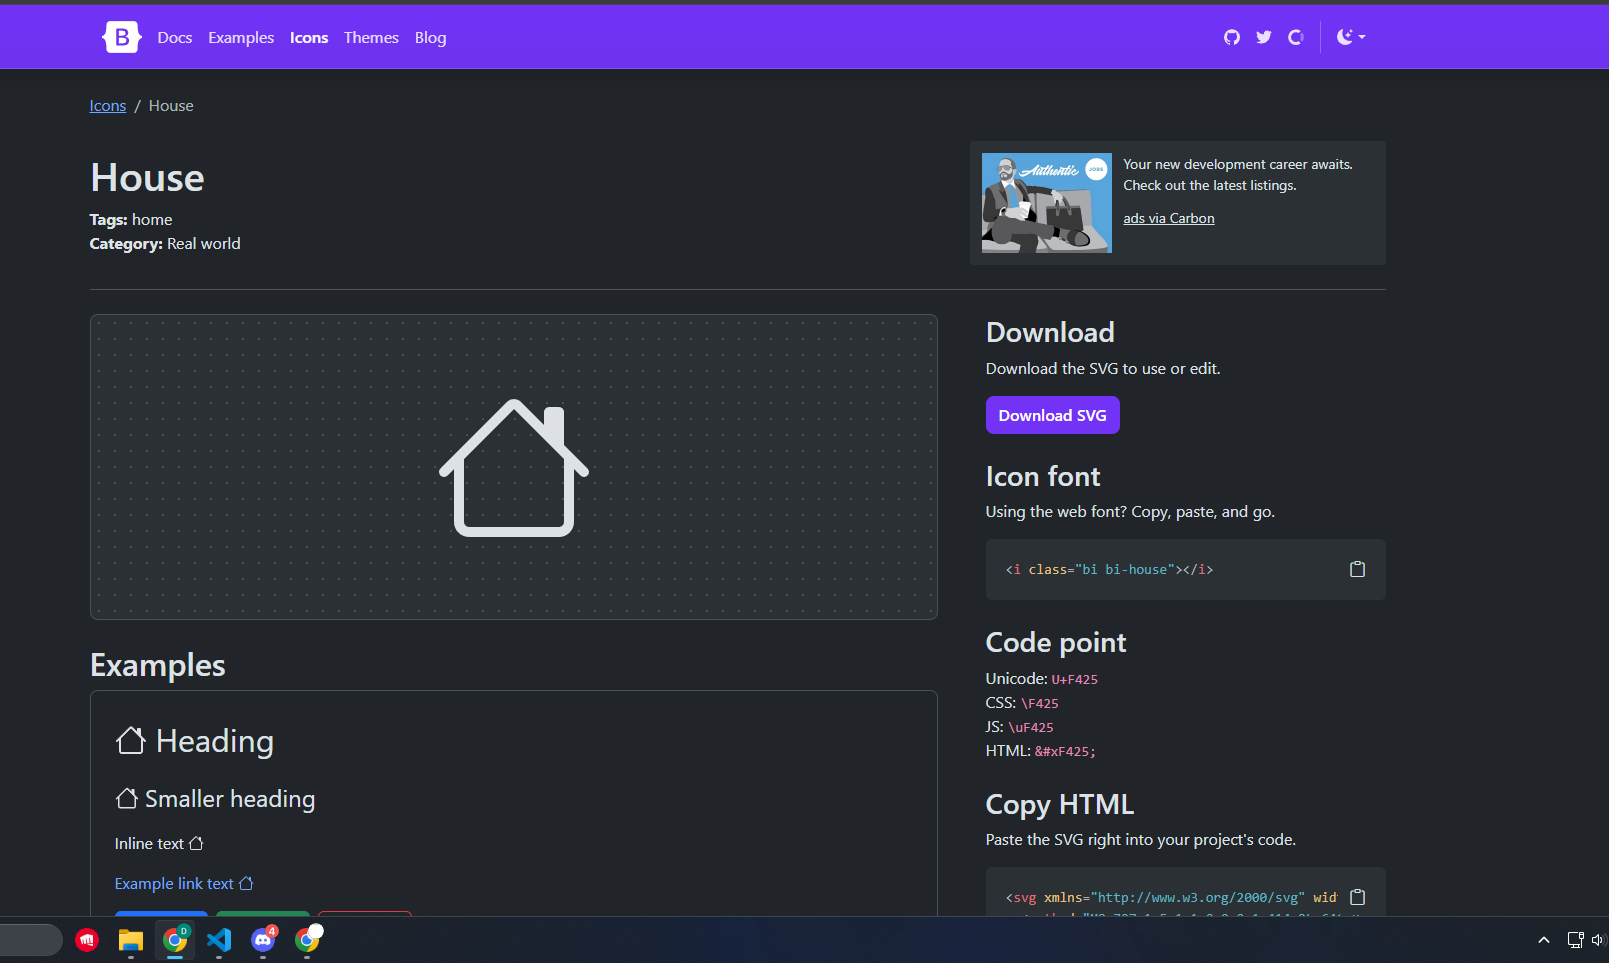 B Docs Examples Icons Themes Blog
Icons / House
House
Tags: home
Category: Real world
Authentic JOBS
Your new development career awaits.
Check out the latest listings.
ads via Carbon
Download
Download the SVG to use or edit.
Download SVG
Icon font
Using the web font? Copy, paste, and go.
<i class="bi bi-house"></i>
Code point
Unicode: U+F425
CSS: \F425
JS: \uF425
HTML: &#xF425;
Copy HTML
Paste the SVG right into your project's code.
<svg xmlns="http://www.w3.org/2000/svg" widt
Examples
Heading
Smaller heading
Inline text
Example link text
D
4